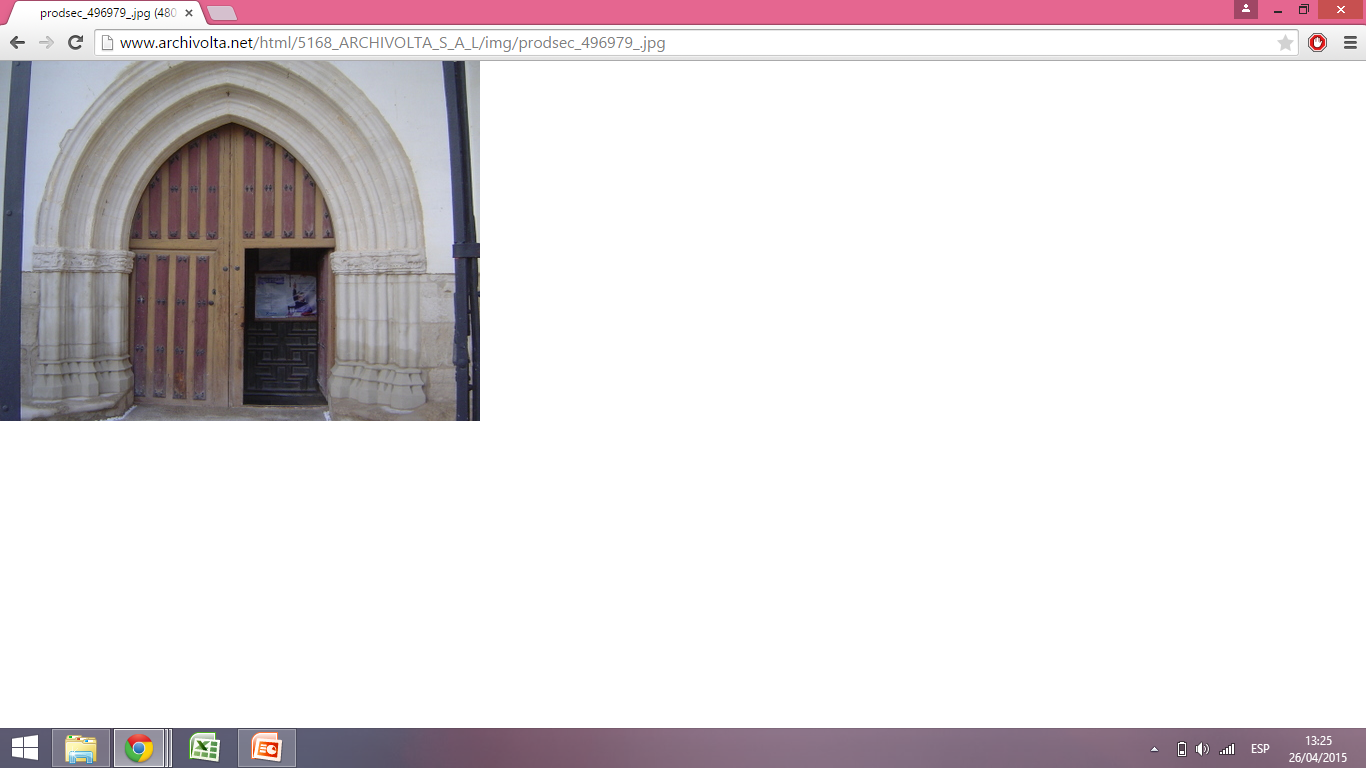 prodsec_496979_.jpg (480
www.archivolta.net/html/5168_ARCHIVOLTA_S_A_L/img/prodsec_496979_.jpg
ESP
13:25
26/04/2015